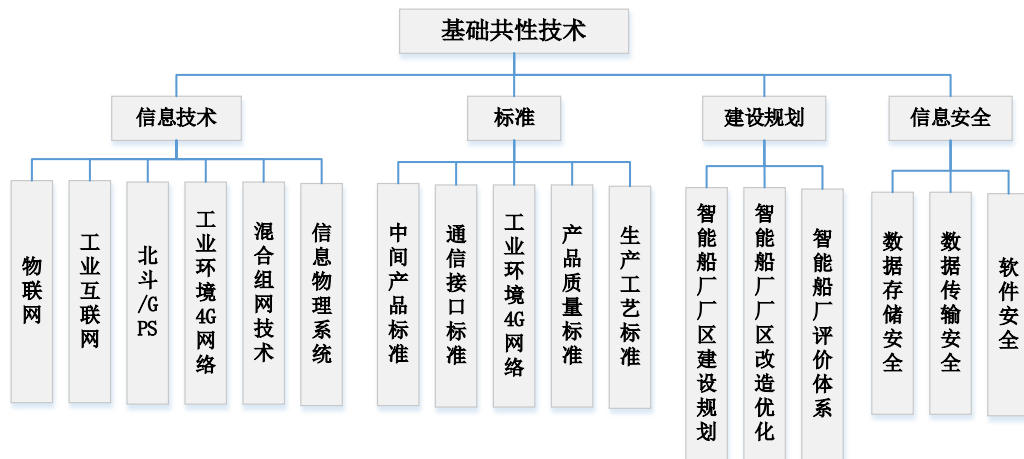 基础共性技术
信息技术
标准
建设规划
信息安全
物联网
工业互联网
北斗/GPS
工业环境4G网络
混合组网技术
信息物理系统
中间产品标准
通信接口标准
工业环境4G网络
产品质量标准
生产工艺标准
智能船厂厂区建设规划
智能船厂厂区改造优化
智能船厂评价体系
数据存储安全
数据传输安全
软件安全